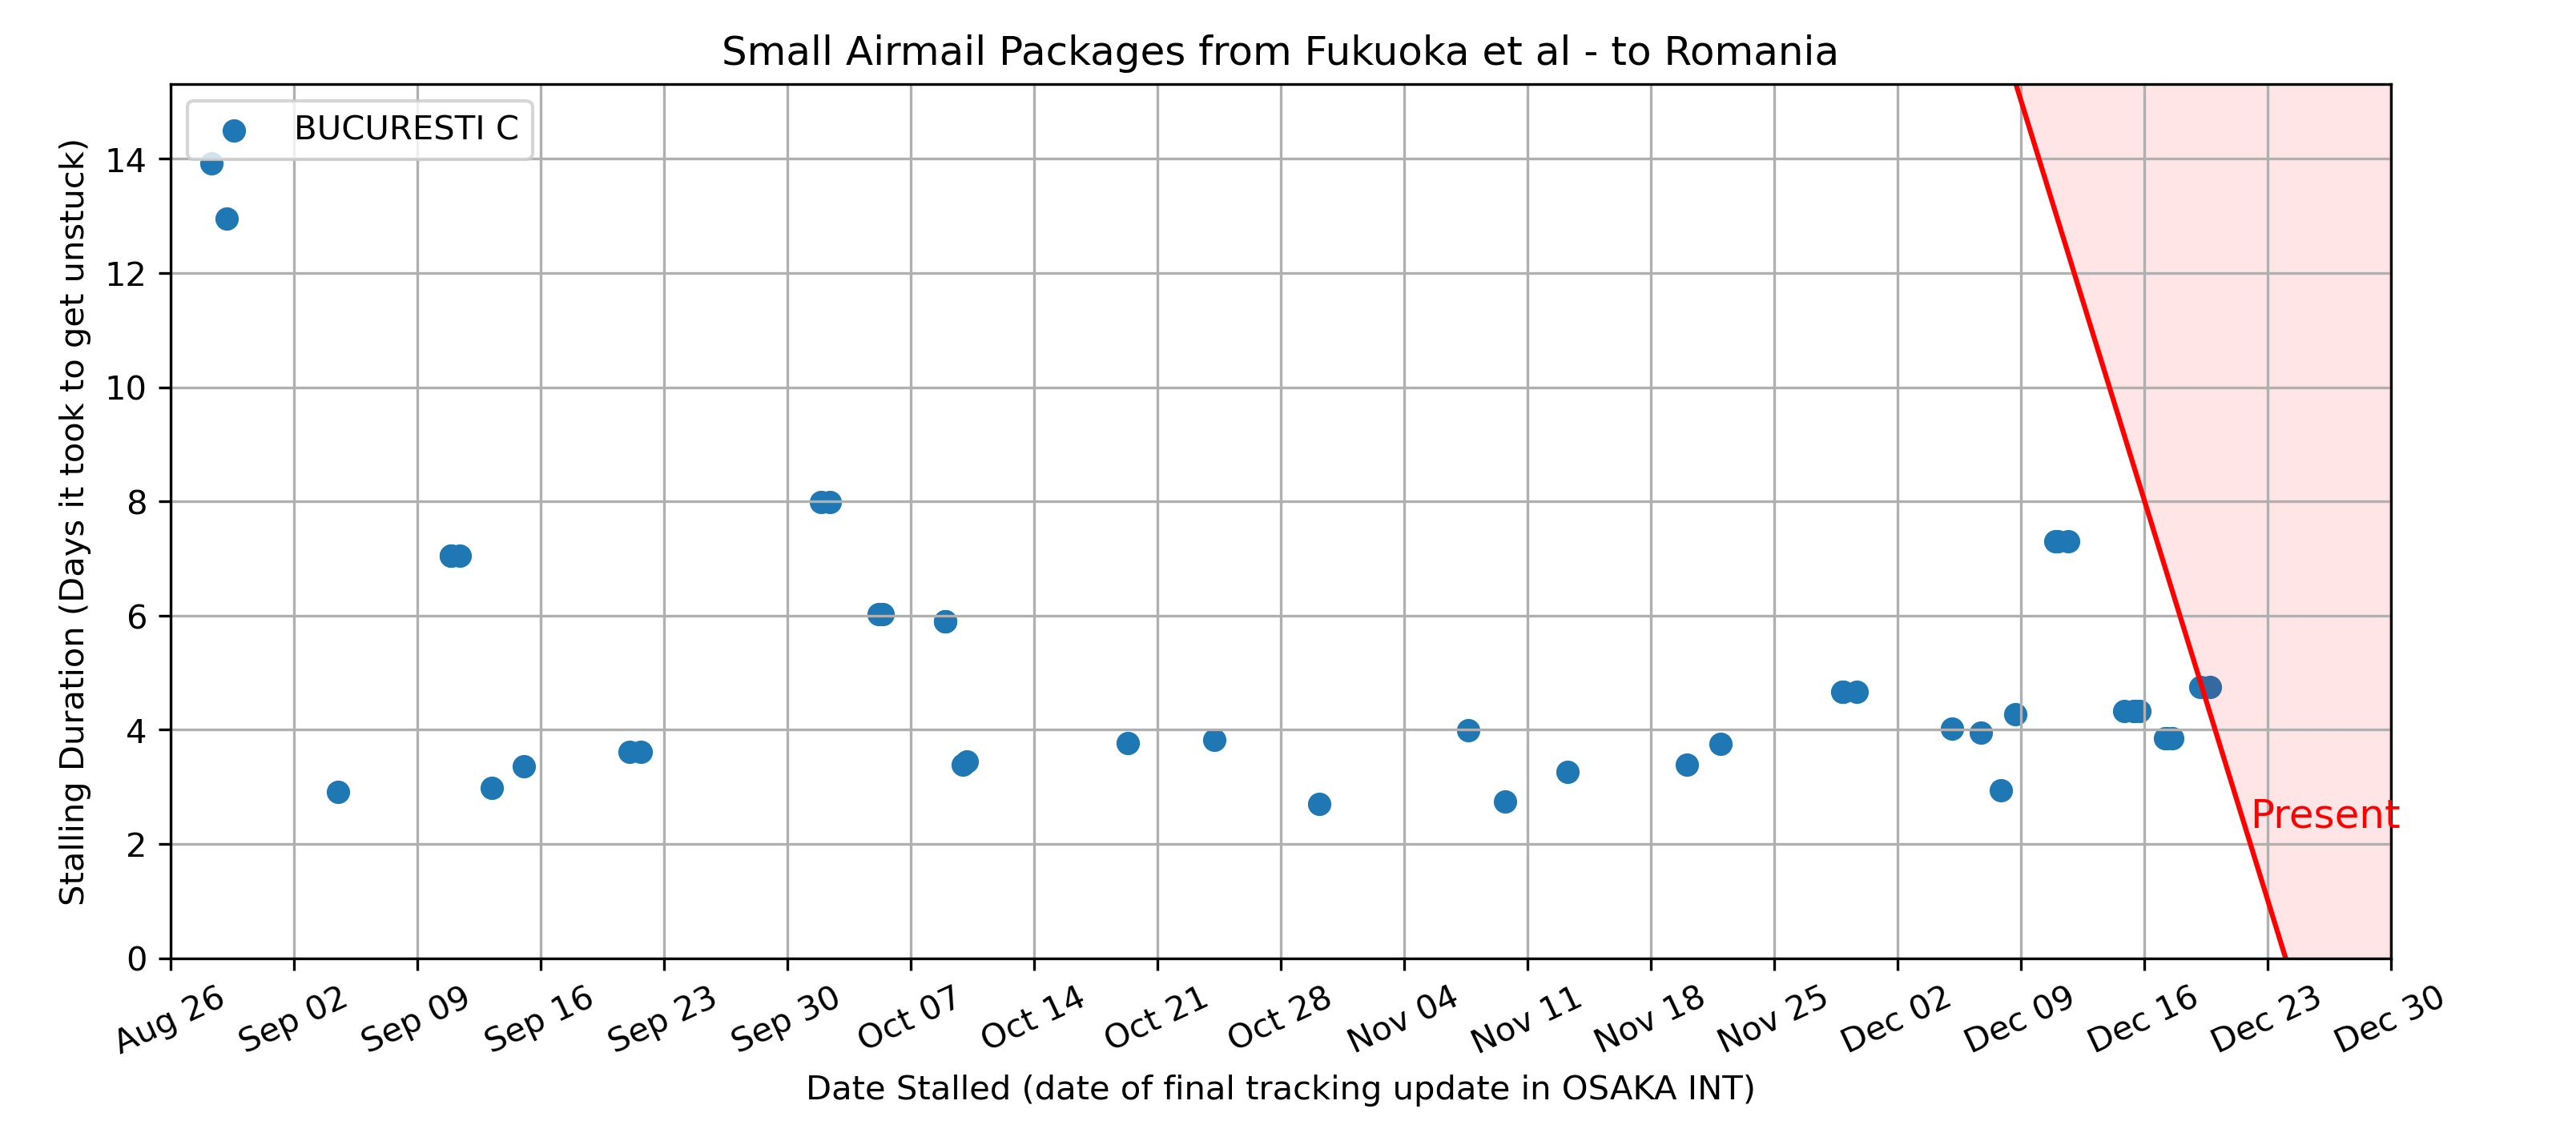 Small Airmail Packages from Fukuoka et al - to Romania
BUCURESTI C
Stalling Duration (Days it took to get unstuck)
14
12
10
8
6
4
2
0
Present
Aug 26 Sep 02 Sep 09 Sep 16 Sep 23 Sep 30 Oct 07 Oct 14 Oct 21 Oct 28 Nov 04 Nov 11 Nov 18 Nov 25 Dec 02 Dec 09 Dec 16 Dec 23 Dec 30
Date Stalled (date of final tracking update in OSAKA INT)